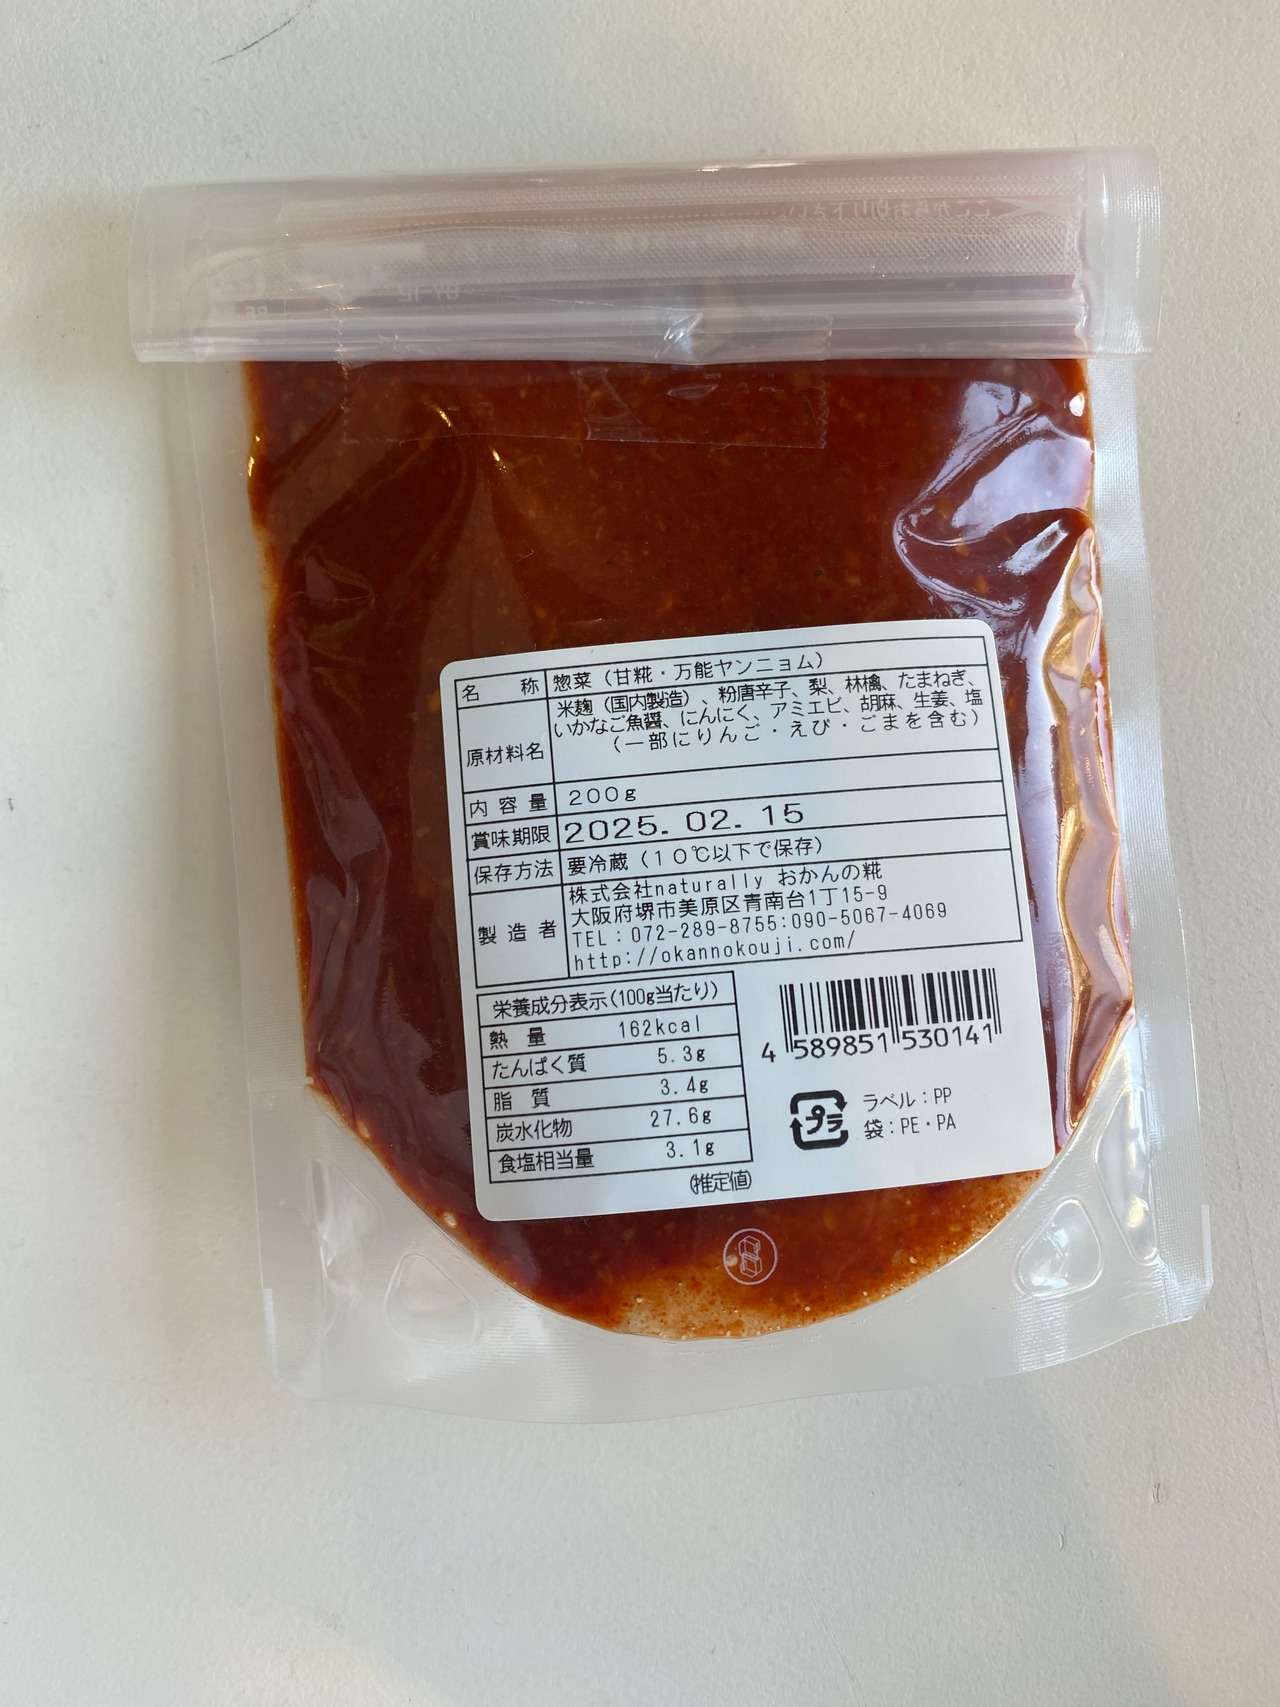 ここからお切り下さい
名 称 惣菜（甘糀・万能ヤンニョム）
原材料名 米麹（国内製造）、粉唐辛子、梨、林檎、たまねぎ、
いかなご魚醤、にんにく、アミエビ、胡麻、生姜、塩
（一部にりんご・えび・ごまを含む）
内容量 200g
賞味期限 2025.02.15
保存方法 要冷蔵（10℃以下で保存）
製造者 株式会社naturally おかんの糀
大阪府堺市美原区青南台1丁15-9
TEL：072-289-8755:090-5067-4069
http://okannokouji.com/
栄養成分表示(100g当たり)
熱 量 162kcal
たんぱく質 5.3g
脂 質 3.4g
炭水化物 27.6g
食塩相当量 3.1g
(推定値)
4 589851 530141
プラ
ラベル：PP
袋：PE・PA